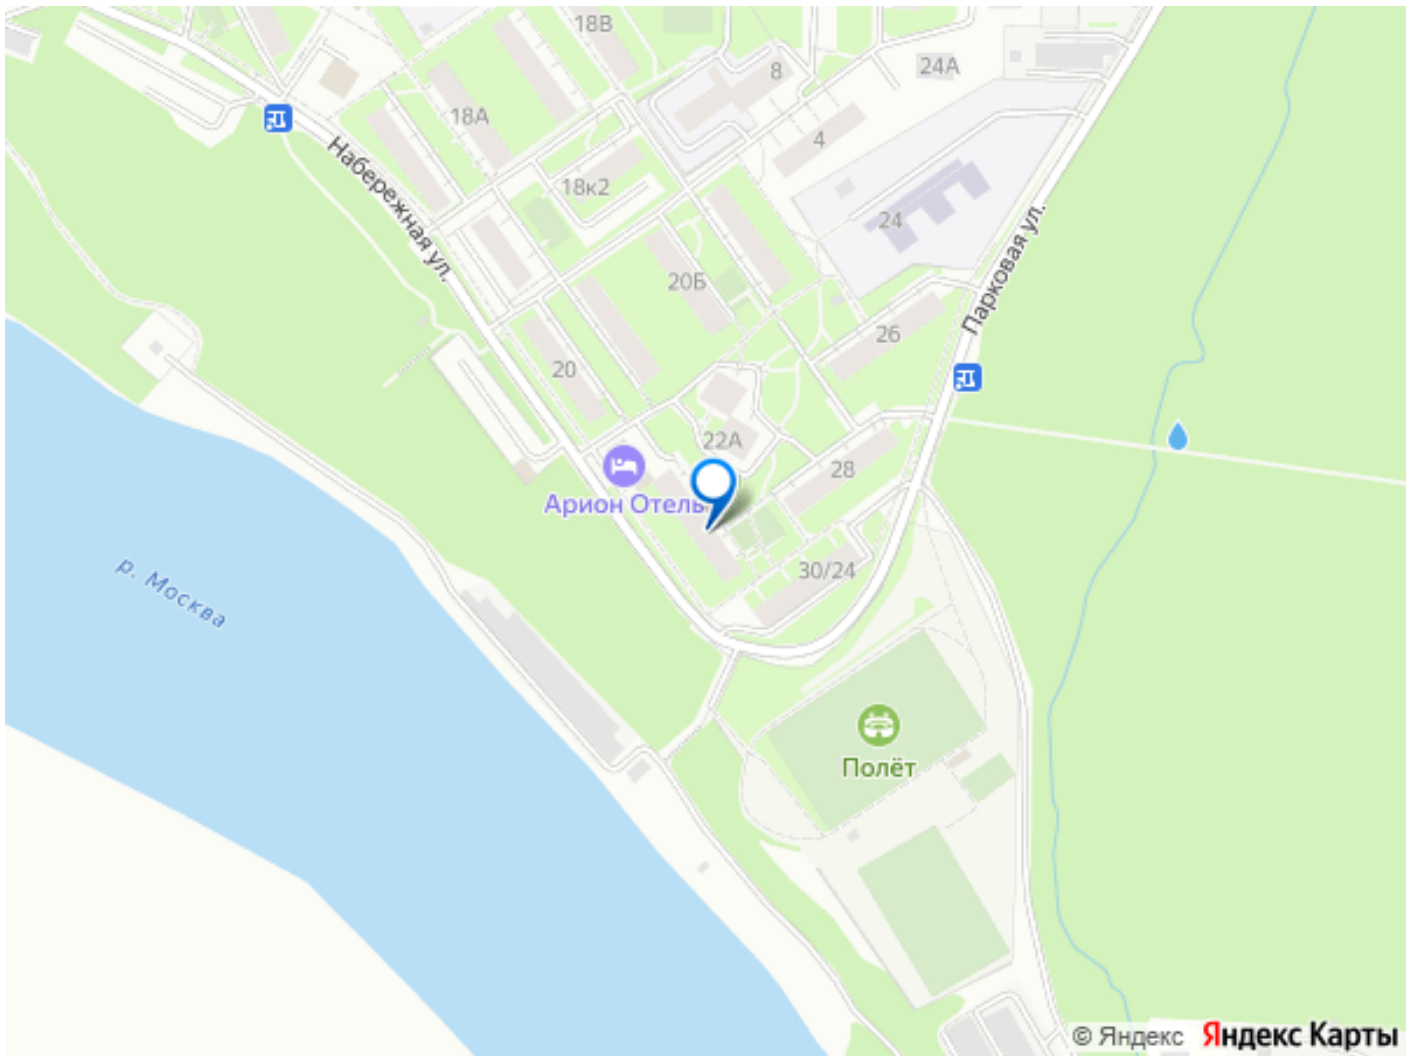 18В
8
24А
18А
4
Набережная ул.
18к2
24
Парковая ул.
20Б
26
20
22А
28
Арион Отель
р. Москва
30/24
Полёт
© Яндекс Яндекс Карты